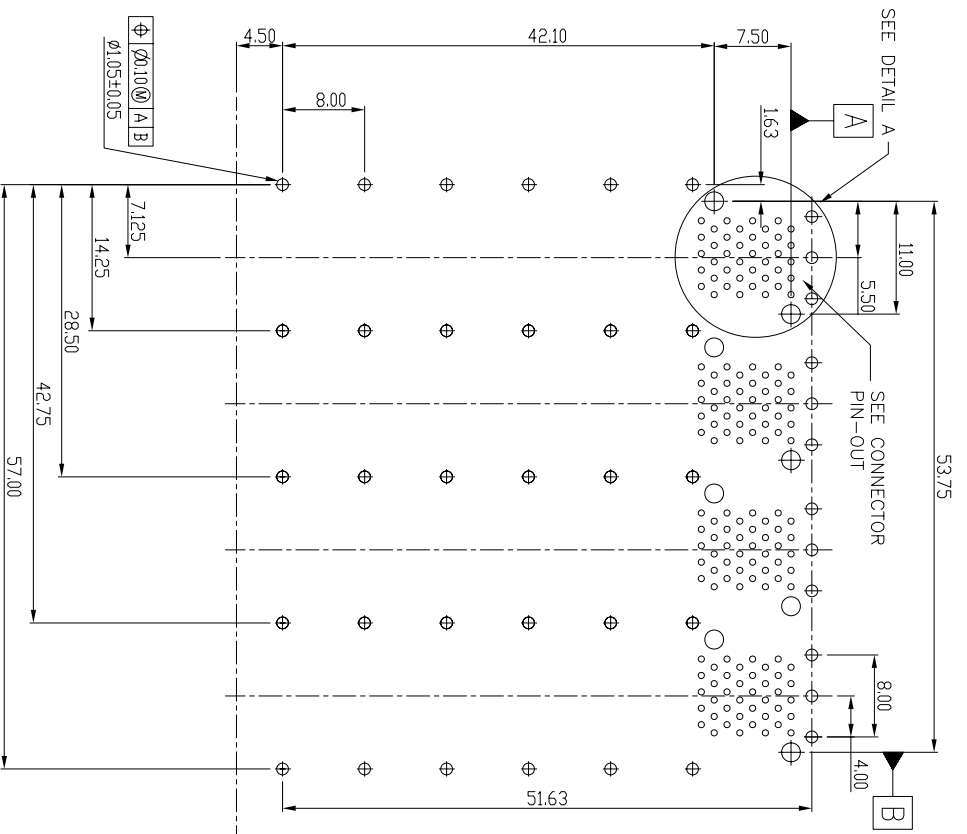 4.50
42.10
7.50
SEE DETAIL A
⌖ Ø0.10Ⓜ A B
Ø1.05±0.05
8.00
1.63
A
7.125
14.25
28.50
42.75
57.00
11.00
5.50
SEE CONNECTOR
PIN-OUT
53.75
8.00
4.00
51.63
B